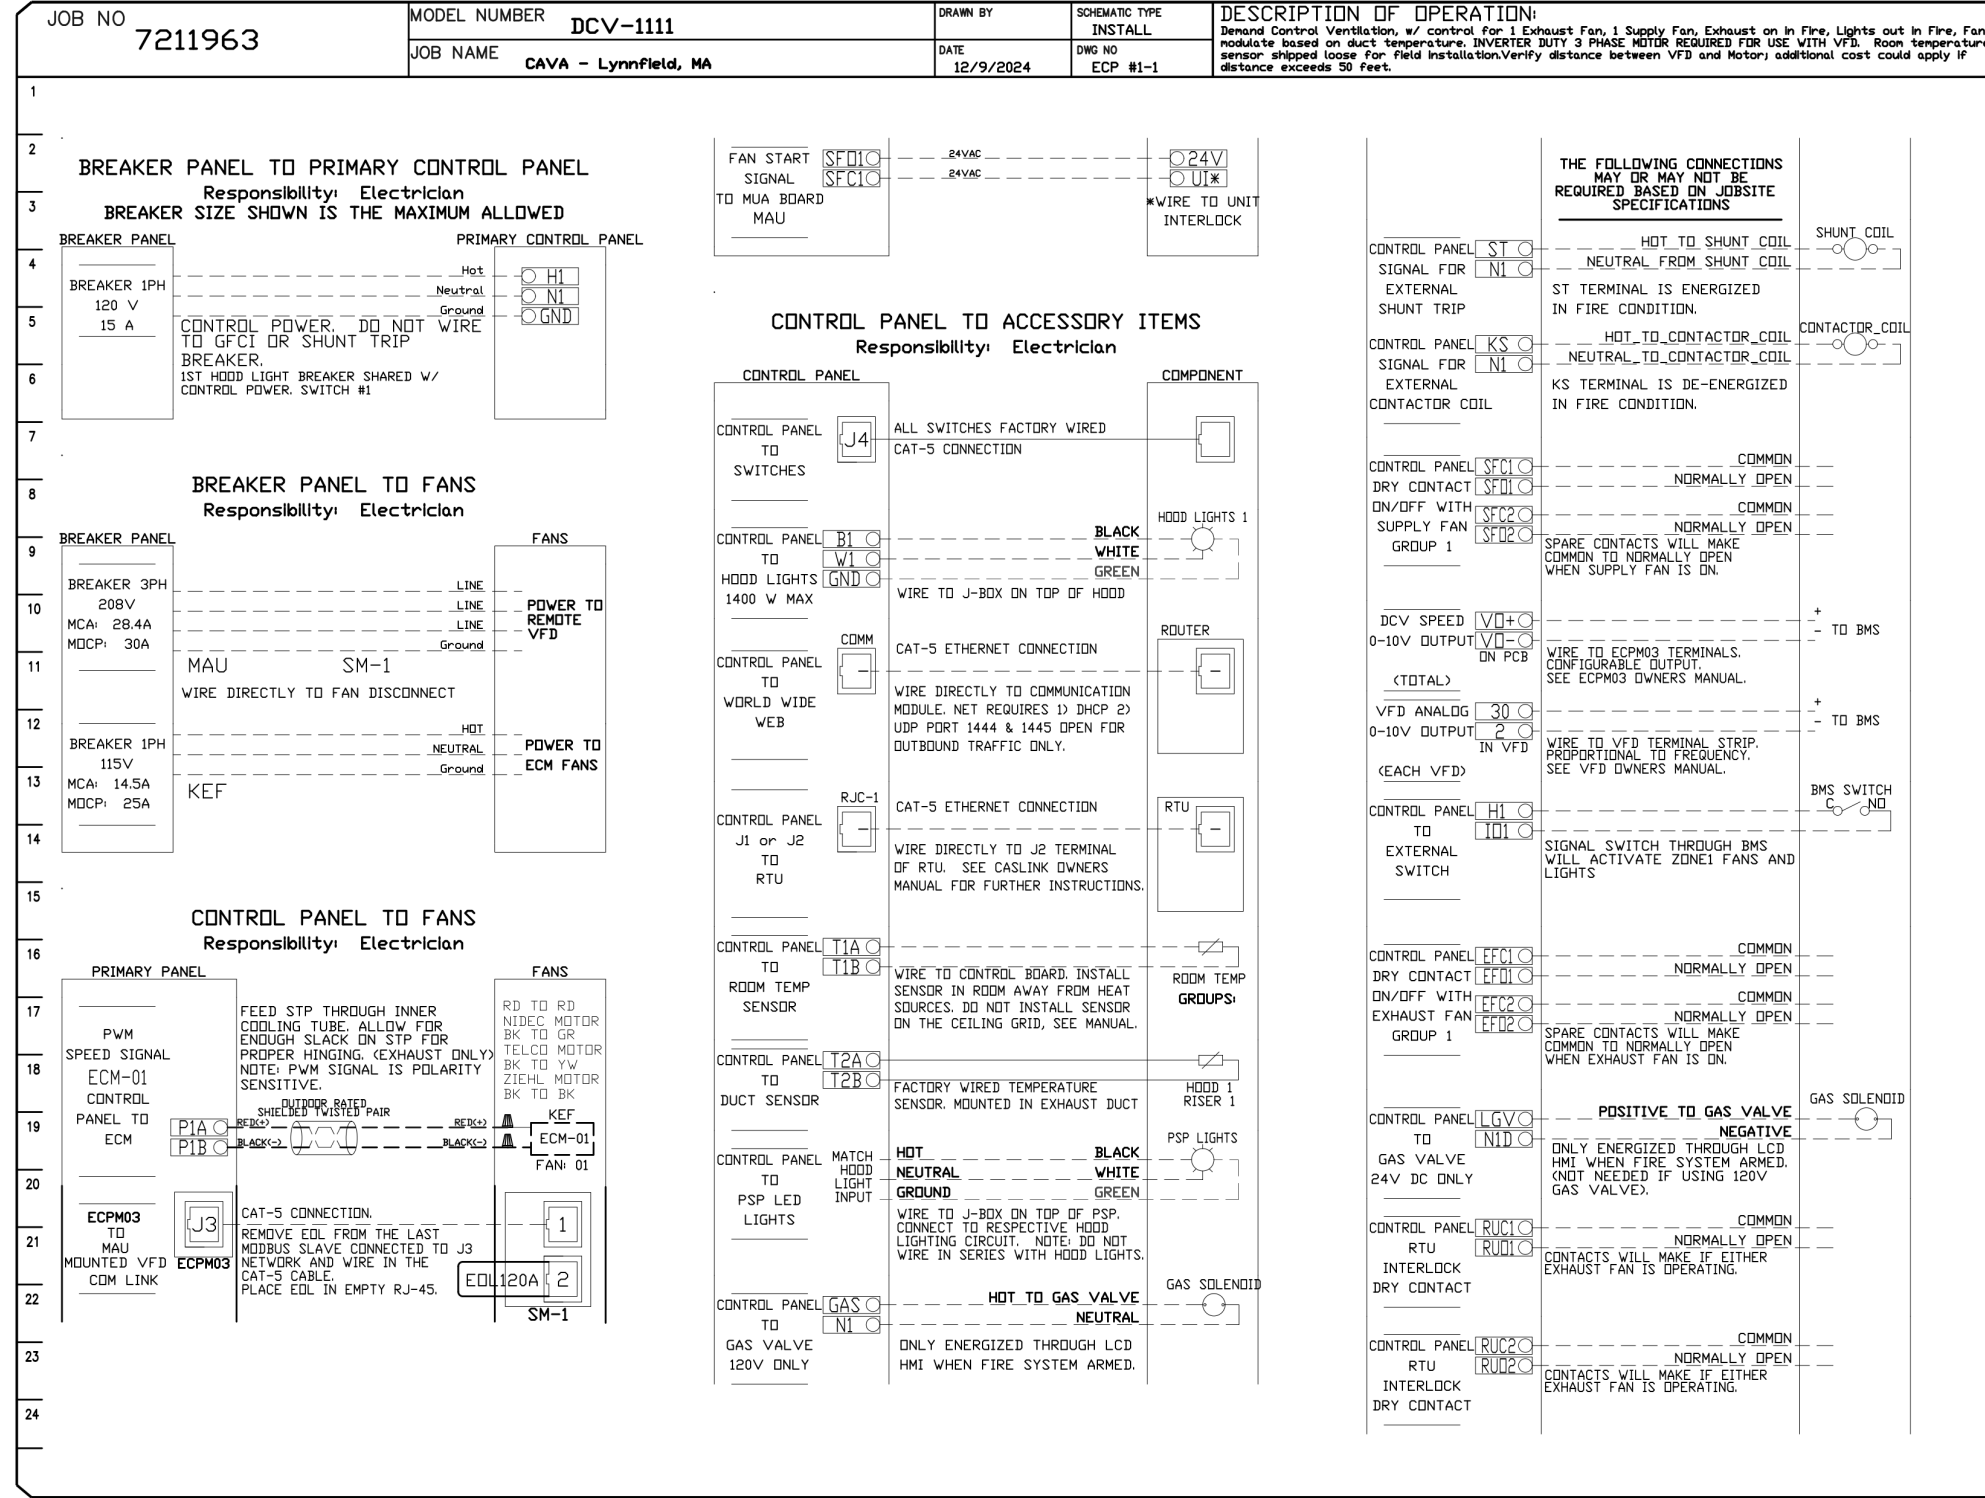 JOB NO
7211963
MODEL NUMBER
DCV-1111
JOB NAME
CAVA - Lynnfield, MA
DRAWN BY
SCHEMATIC TYPE
INSTALL
DATE
12/9/2024
DWG NO
ECP #1-1
DESCRIPTION OF OPERATION:
Demand Control Ventilation, w/ control for 1 Exhaust Fan, 1 Supply Fan, Exhaust on in Fire, Lights out in Fire, Fan
modulate based on duct temperature. INVERTER DUTY 3 PHASE MOTOR REQUIRED FOR USE WITH VFD. Room temperature
sensor shipped loose for field installation.Verify distance between VFD and Motor; additional cost could apply if
distance exceeds 50 feet.
1
2
3
4
5
6
7
8
9
10
11
12
13
14
15
16
17
18
19
20
21
22
23
24
BREAKER PANEL TO PRIMARY CONTROL PANEL
Responsibility: Electrician
BREAKER SIZE SHOWN IS THE MAXIMUM ALLOWED
BREAKER PANEL
PRIMARY CONTROL PANEL
BREAKER 1PH
120 V
15 A
Hot
H1
Neutral
N1
Ground
GND
CONTROL POWER. DO NOT WIRE
TO GFCI OR SHUNT TRIP
BREAKER.
1ST HOOD LIGHT BREAKER SHARED W/
CONTROL POWER. SWITCH #1
BREAKER PANEL TO FANS
Responsibility: Electrician
BREAKER PANEL
FANS
BREAKER 3PH
208V
MCA: 28.4A
MOCP: 30A
LINE
LINE
LINE
Ground
POWER TO
REMOTE
VFD
MAU SM-1
WIRE DIRECTLY TO FAN DISCONNECT
BREAKER 1PH
115V
MCA: 14.5A
MOCP: 25A
HOT
NEUTRAL
Ground
POWER TO
ECM FANS
KEF
CONTROL PANEL TO FANS
Responsibility: Electrician
PRIMARY PANEL
FANS
PWM
SPEED SIGNAL
ECM-01
CONTROL
PANEL TO
ECM
FEED STP THROUGH INNER
COOLING TUBE. ALLOW FOR
ENOUGH SLACK ON STP FOR
PROPER HINGING. (EXHAUST ONLY)
NOTE: PWM SIGNAL IS POLARITY
SENSITIVE.
RD TO RD
NIDEC MOTOR
BK TO GR
TELCO MOTOR
BK TO YW
ZIEHL MOTOR
BK TO BK
OUTDOOR RATED
SHIELDED TWISTED PAIR
P1A
RED(+)
RED(+)
P1B
BLACK(-)
BLACK(-)
KEF
ECM-01
FAN: 01
ECPM03
TO
MAU
MOUNTED VFD
COM LINK
J3
ECPM03
CAT-5 CONNECTION.
REMOVE EOL FROM THE LAST
MODBUS SLAVE CONNECTED TO J3
NETWORK AND WIRE IN THE
CAT-5 CABLE.
PLACE EOL IN EMPTY RJ-45.
1
EOL120A
2
SM-1
FAN START
SIGNAL
TO MUA BOARD
MAU
SFO1
SFC1
24VAC
24VAC
24V
UI*
*WIRE TO UNIT
INTERLOCK
CONTROL PANEL TO ACCESSORY ITEMS
Responsibility: Electrician
CONTROL PANEL
COMPONENT
CONTROL PANEL
TO
SWITCHES
J4
ALL SWITCHES FACTORY WIRED
CAT-5 CONNECTION
CONTROL PANEL
TO
HOOD LIGHTS
1400 W MAX
B1
W1
GND
BLACK
WHITE
GREEN
HOOD LIGHTS 1
WIRE TO J-BOX ON TOP OF HOOD
CONTROL PANEL
TO
WORLD WIDE
WEB
COMM
CAT-5 ETHERNET CONNECTION
ROUTER
WIRE DIRECTLY TO COMMUNICATION
MODULE. NET REQUIRES 1) DHCP 2)
UDP PORT 1444 & 1445 OPEN FOR
OUTBOUND TRAFFIC ONLY.
CONTROL PANEL
J1 or J2
TO
RTU
RJC-1
CAT-5 ETHERNET CONNECTION
RTU
WIRE DIRECTLY TO J2 TERMINAL
OF RTU. SEE CASLINK OWNERS
MANUAL FOR FURTHER INSTRUCTIONS.
CONTROL PANEL
TO
ROOM TEMP
SENSOR
T1A
T1B
WIRE TO CONTROL BOARD. INSTALL
SENSOR IN ROOM AWAY FROM HEAT
SOURCES. DO NOT INSTALL SENSOR
ON THE CEILING GRID, SEE MANUAL.
ROOM TEMP
GROUPS:
CONTROL PANEL
TO
DUCT SENSOR
T2A
T2B
FACTORY WIRED TEMPERATURE
SENSOR. MOUNTED IN EXHAUST DUCT
HOOD 1
RISER 1
CONTROL PANEL
TO
PSP LED
LIGHTS
MATCH
HOOD
LIGHT
INPUT
HOT
NEUTRAL
GROUND
BLACK
WHITE
GREEN
PSP LIGHTS
WIRE TO J-BOX ON TOP OF PSP.
CONNECT TO RESPECTIVE HOOD
LIGHTING CIRCUIT. NOTE: DO NOT
WIRE IN SERIES WITH HOOD LIGHTS.
CONTROL PANEL
TO
GAS VALVE
120V ONLY
GAS
N1
HOT TO GAS VALVE
NEUTRAL
GAS SOLENOID
ONLY ENERGIZED THROUGH LCD
HMI WHEN FIRE SYSTEM ARMED.
THE FOLLOWING CONNECTIONS
MAY OR MAY NOT BE
REQUIRED BASED ON JOBSITE
SPECIFICATIONS
CONTROL PANEL
SIGNAL FOR
EXTERNAL
SHUNT TRIP
ST
N1
HOT TO SHUNT COIL
NEUTRAL FROM SHUNT COIL
SHUNT COIL
ST TERMINAL IS ENERGIZED
IN FIRE CONDITION.
CONTROL PANEL
SIGNAL FOR
EXTERNAL
CONTACTOR COIL
KS
N1
HOT_TO_CONTACTOR_COIL
NEUTRAL_TO_CONTACTOR_COIL
CONTACTOR_COIL
KS TERMINAL IS DE-ENERGIZED
IN FIRE CONDITION.
CONTROL PANEL
DRY CONTACT
ON/OFF WITH
SUPPLY FAN
GROUP 1
SFC1
SFO1
SFC2
SFO2
COMMON
NORMALLY OPEN
COMMON
NORMALLY OPEN
SPARE CONTACTS WILL MAKE
COMMON TO NORMALLY OPEN
WHEN SUPPLY FAN IS ON.
DCV SPEED
0-10V OUTPUT
(TOTAL)
VO+
VO-
ON PCB
+
- TO BMS
WIRE TO ECPM03 TERMINALS.
CONFIGURABLE OUTPUT.
SEE ECPM03 OWNERS MANUAL.
VFD ANALOG
0-10V OUTPUT
(EACH VFD)
30
2
IN VFD
+
- TO BMS
WIRE TO VFD TERMINAL STRIP.
PROPORTIONAL TO FREQUENCY.
SEE VFD OWNERS MANUAL.
CONTROL PANEL
TO
EXTERNAL
SWITCH
H1
IO1
BMS SWITCH
C NO
SIGNAL SWITCH THROUGH BMS
WILL ACTIVATE ZONE1 FANS AND
LIGHTS
CONTROL PANEL
DRY CONTACT
ON/OFF WITH
EXHAUST FAN
GROUP 1
EFC1
EFO1
EFC2
EFO2
COMMON
NORMALLY OPEN
COMMON
NORMALLY OPEN
SPARE CONTACTS WILL MAKE
COMMON TO NORMALLY OPEN
WHEN EXHAUST FAN IS ON.
CONTROL PANEL
TO
GAS VALVE
24V DC ONLY
LGV
N1D
POSITIVE TO GAS VALVE
NEGATIVE
GAS SOLENOID
ONLY ENERGIZED THROUGH LCD
HMI WHEN FIRE SYSTEM ARMED.
(NOT NEEDED IF USING 120V
GAS VALVE).
CONTROL PANEL
RTU
INTERLOCK
DRY CONTACT
RUC1
RUO1
COMMON
NORMALLY OPEN
CONTACTS WILL MAKE IF EITHER
EXHAUST FAN IS OPERATING.
CONTROL PANEL
RTU
INTERLOCK
DRY CONTACT
RUC2
RUO2
COMMON
NORMALLY OPEN
CONTACTS WILL MAKE IF EITHER
EXHAUST FAN IS OPERATING.